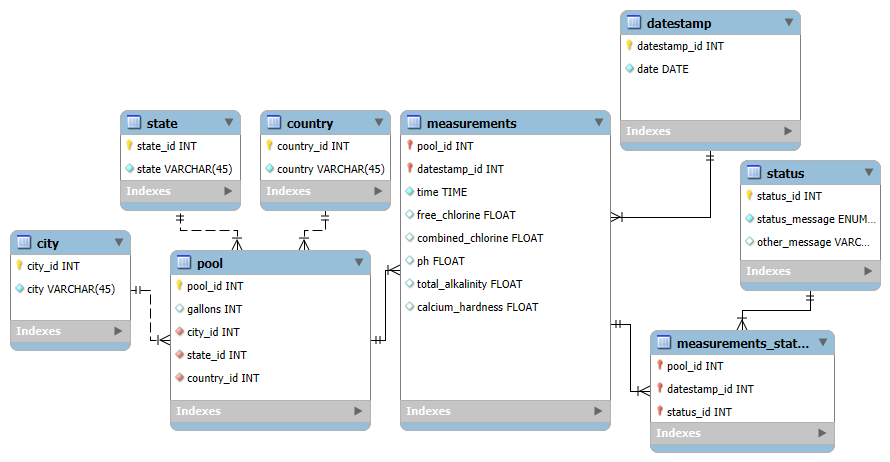 datestamp
datestamp_id INT
date DATE
Indexes
state
state_id INT
state VARCHAR(45)
Indexes
country
country_id INT
country VARCHAR(45)
Indexes
measurements
pool_id INT
datestamp_id INT
time TIME
free_chlorine FLOAT
combined_chlorine FLOAT
ph FLOAT
total_alkalinity FLOAT
calcium_hardness FLOAT
Indexes
status
status_id INT
status_message ENUM...
other_message VARC...
Indexes
city
city_id INT
city VARCHAR(45)
Indexes
pool
pool_id INT
gallons INT
city_id INT
state_id INT
country_id INT
Indexes
measurements_stat...
pool_id INT
datestamp_id INT
status_id INT
Indexes